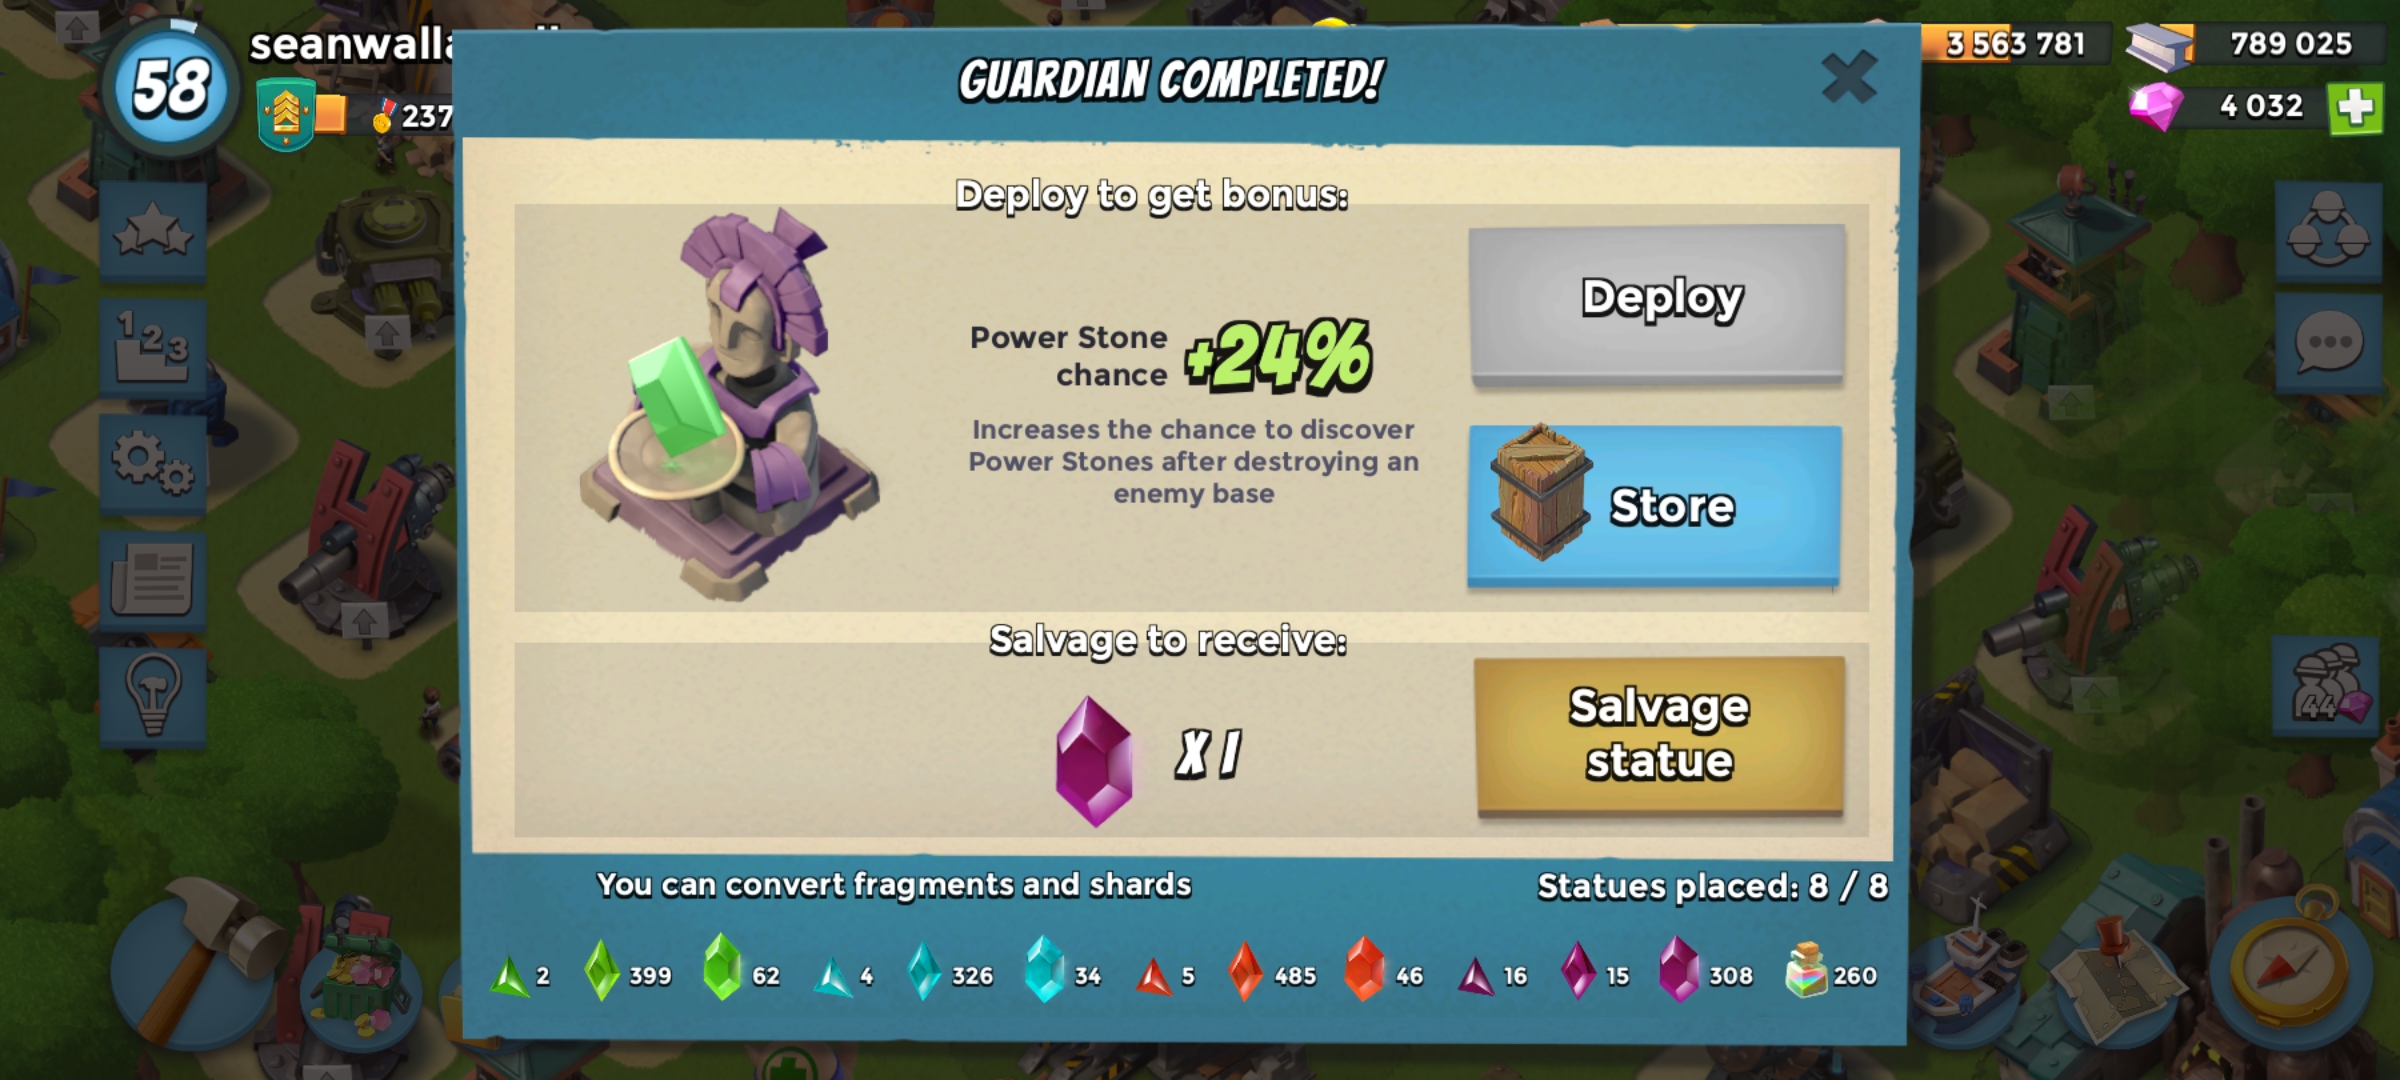 58
237
GUARDIAN COMPLETED!
3 563 781
789 025
4 032
Deploy to get bonus:
Power Stone
chance
+24%
Increases the chance to discover
Power Stones after destroying an
enemy base
Deploy
Store
Salvage to receive:
X 1
Salvage
statue
1 2 3
44
You can convert fragments and shards
Statues placed: 8 / 8
2 399 62 4 326 34 5 485 46 16 15 308 260